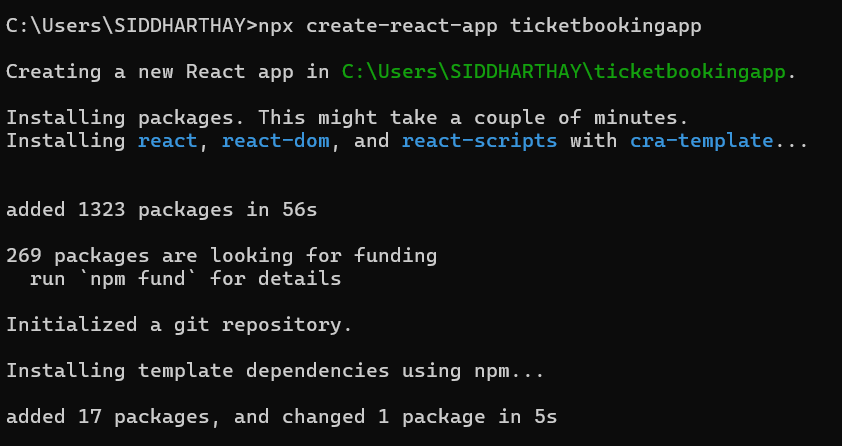 C:\Users\SIDDHARTHAY>npx create-react-app ticketbookingapp
Creating a new React app in C:\Users\SIDDHARTHAY\ticketbookingapp.
Installing packages. This might take a couple of minutes.
Installing react, react-dom, and react-scripts with cra-template...
added 1323 packages in 56s
269 packages are looking for funding
  run `npm fund` for details
Initialized a git repository.
Installing template dependencies using npm...
added 17 packages, and changed 1 package in 5s